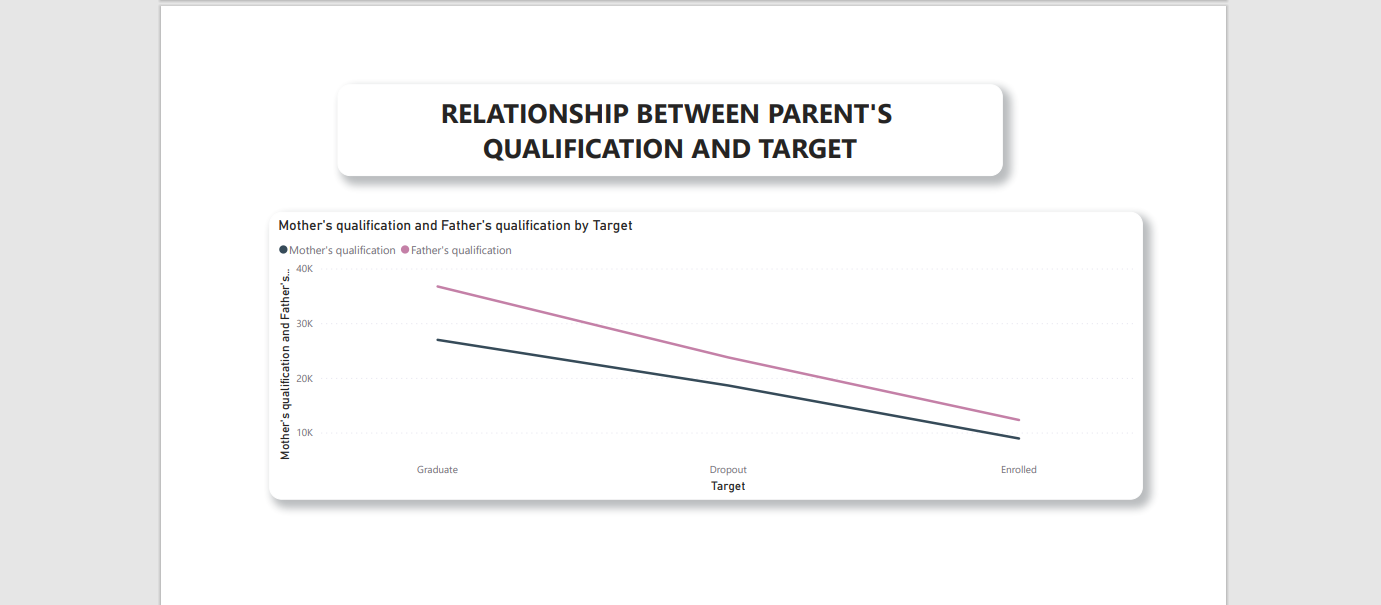 RELATIONSHIP BETWEEN PARENT'S
QUALIFICATION AND TARGET
Mother's qualification and Father's qualification by Target
Mother's qualification Father's qualification
Mother's qualification and Father's...
40K
30K
20K
10K
Graduate Dropout Enrolled
Target